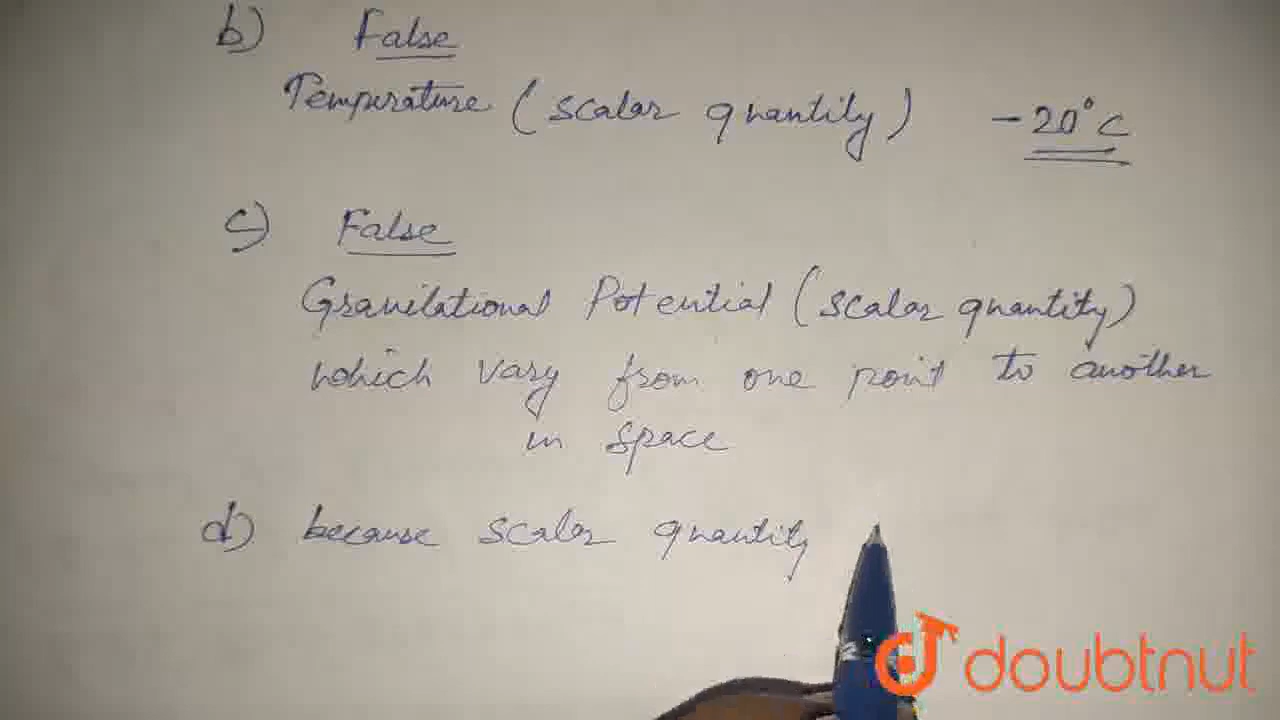 b) False
Temperature (scalar quantity) -20°C
c) False
Gravitational Potential (scalar quantity)
which vary from one point to another
in space
d) because scalar quantity
doubtnut